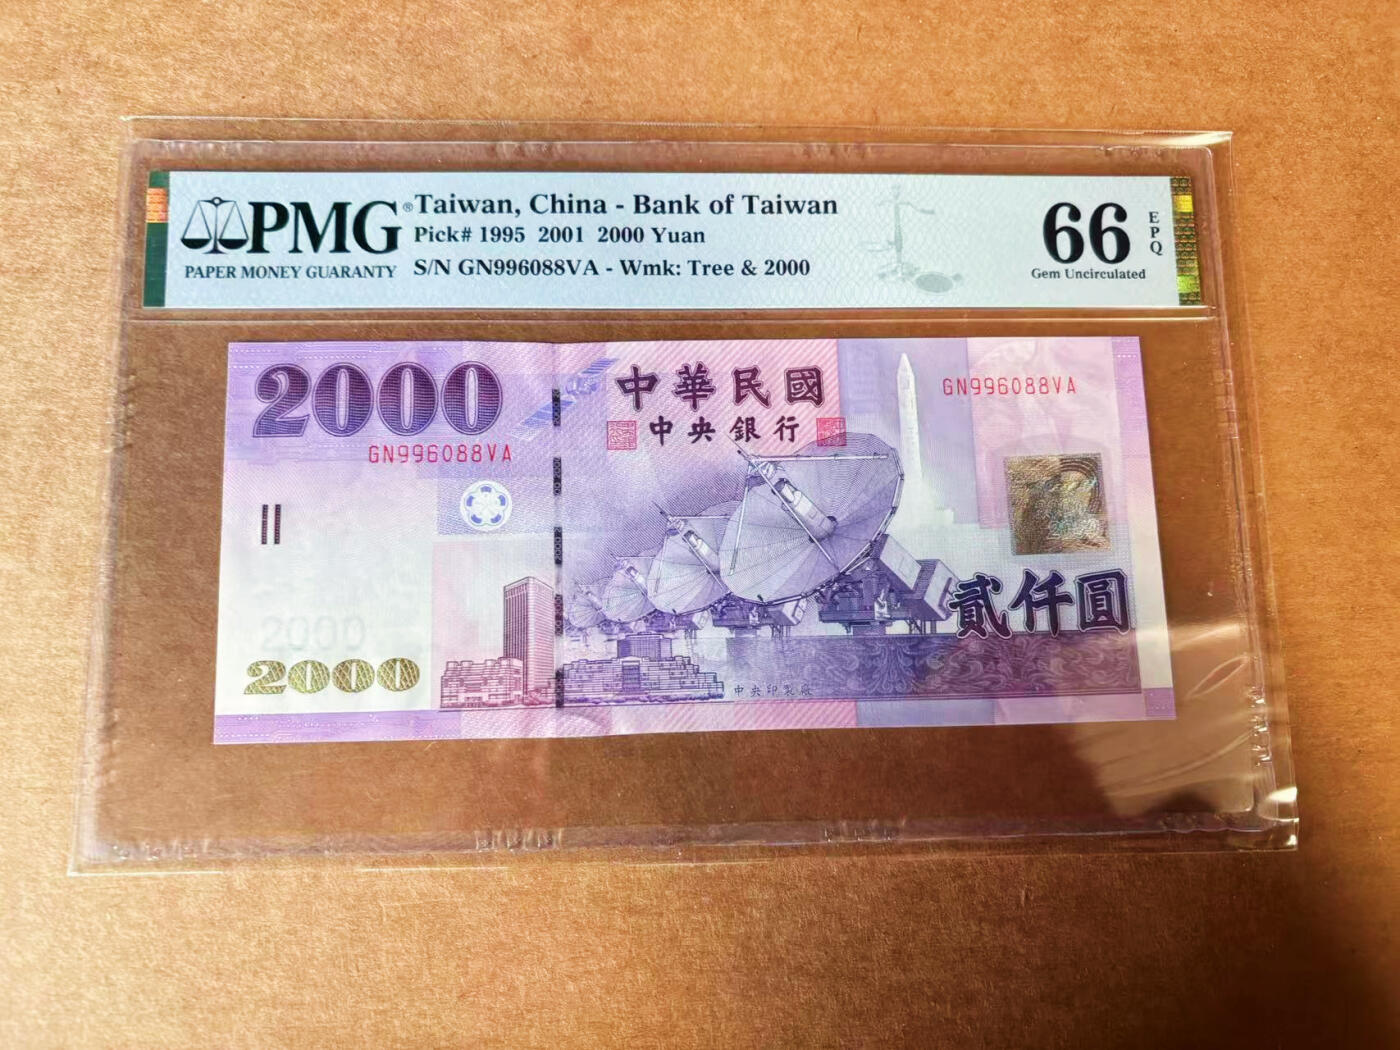 PMG®
PAPER MONEY GUARANTY
Taiwan, China - Bank of Taiwan
Pick# 1995 2001 2000 Yuan
S/N GN996088VA - Wmk: Tree & 2000
66
EPQ
Gem Uncirculated
2000
GN996088VA
中華民國
中央銀行
GN996088VA
貳仟圓
2000
2000
中央印製廠